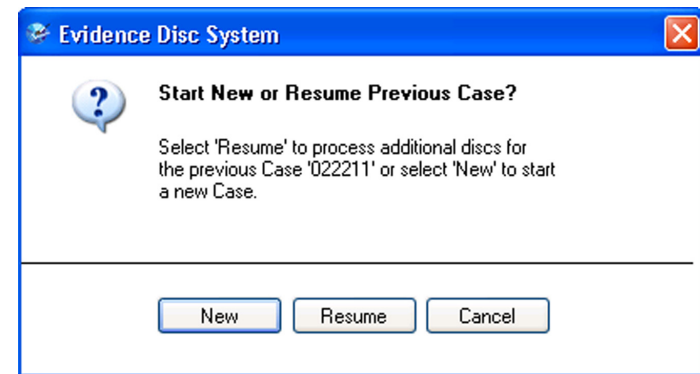 Evidence Disc System
Start New or Resume Previous Case?
Select 'Resume' to process additional discs for
the previous Case '022211' or select 'New' to start
a new Case.
New
Resume
Cancel